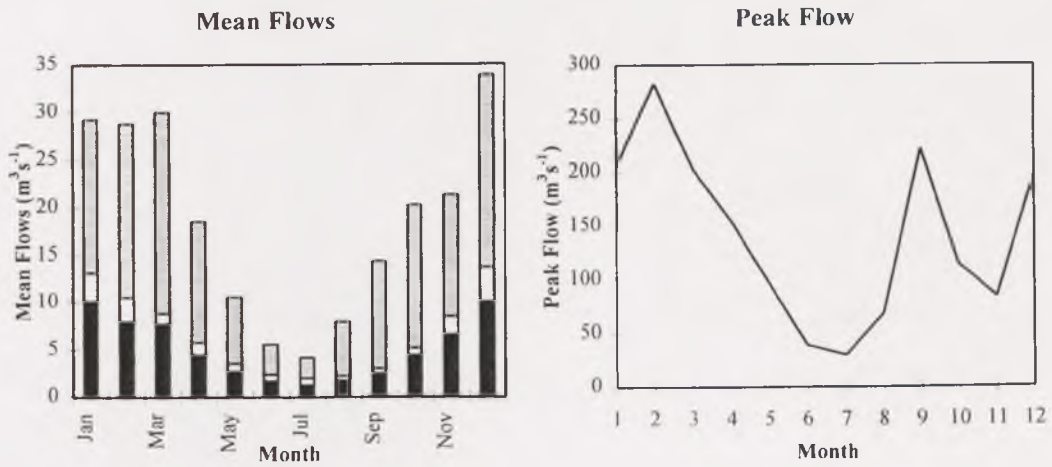 Mean Flows
Mean Flows (m³s⁻¹)
35
30
25
20
15
10
5
0
Jan
Mar
May
Jul
Sep
Nov
Month
Peak Flow
Peak Flow (m³s⁻¹)
300
250
200
150
100
50
0
1 2 3 4 5 6 7 8 9 10 11 12
Month